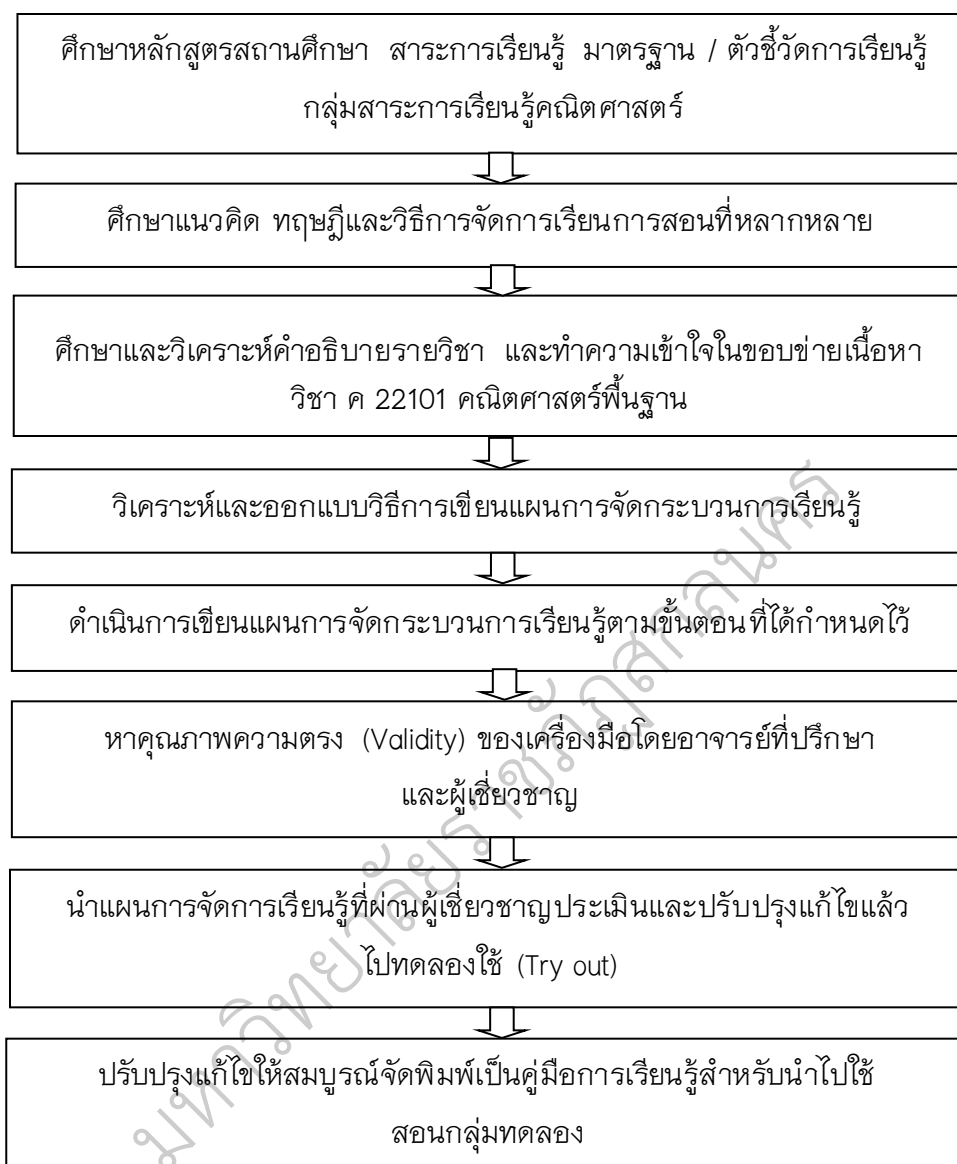 ศึกษาหลักสูตรสถานศึกษา สาระการเรียนรู้ มาตรฐาน / ตัวชี้วัดการเรียนรู้
กลุ่มสาระการเรียนรู้คณิตศาสตร์
ศึกษาแนวคิด ทฤษฎีและวิธีการจัดการเรียนการสอนที่หลากหลาย
ศึกษาและวิเคราะห์คำอธิบายรายวิชา และทำความเข้าใจในขอบข่ายเนื้อหา
วิชา ค 22101 คณิตศาสตร์พื้นฐาน
วิเคราะห์และออกแบบวิธีการเขียนแผนการจัดกระบวนการเรียนรู้
ดำเนินการเขียนแผนการจัดกระบวนการเรียนรู้ตามขั้นตอนที่ได้กำหนดไว้
หาคุณภาพความตรง (Validity) ของเครื่องมือโดยอาจารย์ที่ปรึกษา
และผู้เชี่ยวชาญ
นำแผนการจัดการเรียนรู้ที่ผ่านผู้เชี่ยวชาญประเมินและปรับปรุงแก้ไขแล้ว
ไปทดลองใช้ (Try out)
ปรับปรุงแก้ไขให้สมบูรณ์จัดพิมพ์เป็นคู่มือการเรียนรู้สำหรับนำไปใช้
สอนกลุ่มทดลอง
มหาวิทยาลัยราชภัฏสกลนคร